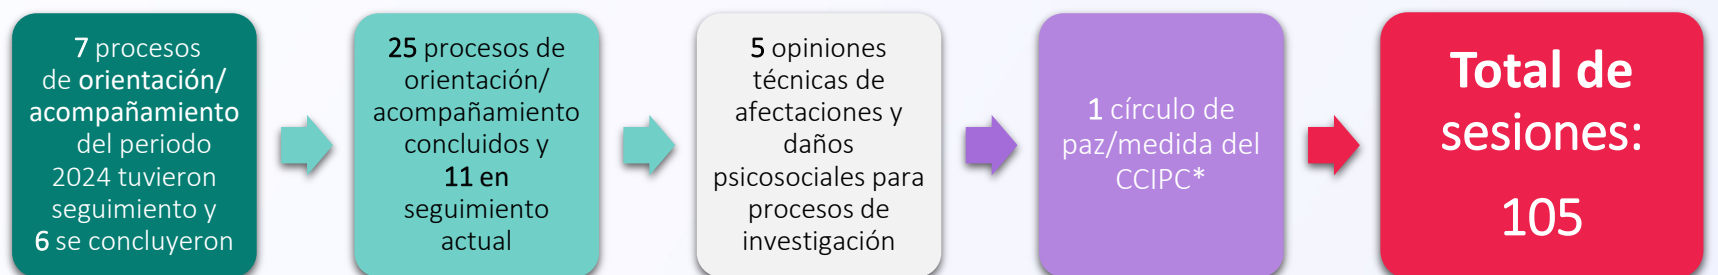 7 procesos
de orientación/
acompañamiento
del periodo
2024 tuvieron
seguimiento y
6 se concluyeron
25 procesos de
orientación/
acompañamiento
concluidos y
11 en
seguimiento
actual
5 opiniones
técnicas de
afectaciones y
daños
psicosociales para
procesos de
investigación
1 círculo de
paz/medida del
CCIPC*
Total de
sesiones:
105